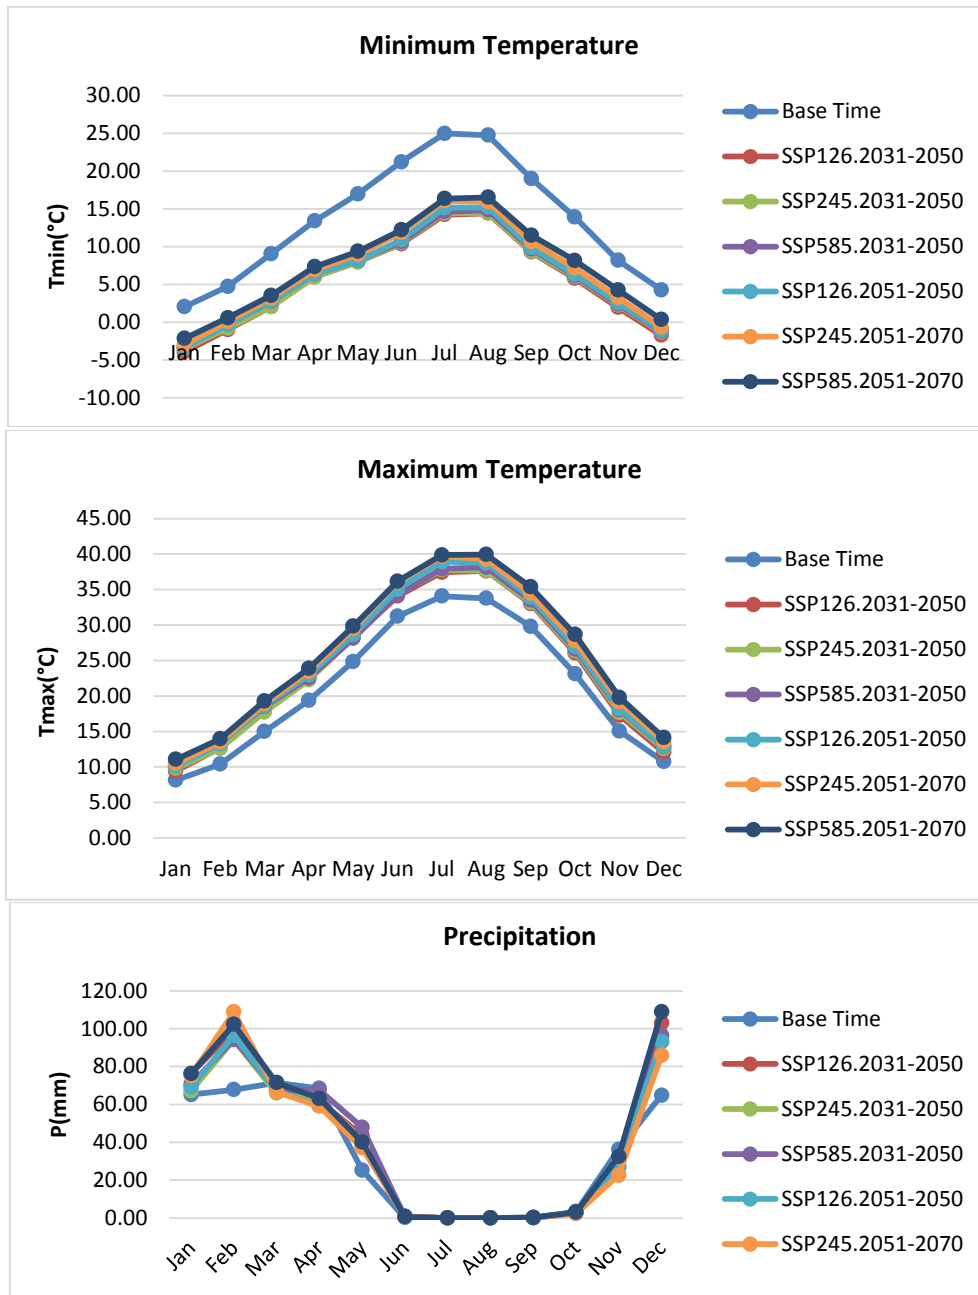 Minimum Temperature
Tmin(°C)
30.00
25.00
20.00
15.00
10.00
5.00
0.00
-5.00
-10.00
Jan Feb Mar Apr May Jun Jul Aug Sep Oct Nov Dec
Base Time
SSP126.2031-2050
SSP245.2031-2050
SSP585.2031-2050
SSP126.2051-2050
SSP245.2051-2070
SSP585.2051-2070
Maximum Temperature
Tmax(°C)
45.00
40.00
35.00
30.00
25.00
20.00
15.00
10.00
5.00
0.00
Jan Feb Mar Apr May Jun Jul Aug Sep Oct Nov Dec
Base Time
SSP126.2031-2050
SSP245.2031-2050
SSP585.2031-2050
SSP126.2051-2050
SSP245.2051-2070
SSP585.2051-2070
Precipitation
P(mm)
120.00
100.00
80.00
60.00
40.00
20.00
0.00
Jan Feb Mar Apr May Jun Jul Aug Sep Oct Nov Dec
Base Time
SSP126.2031-2050
SSP245.2031-2050
SSP585.2031-2050
SSP126.2051-2050
SSP245.2051-2070